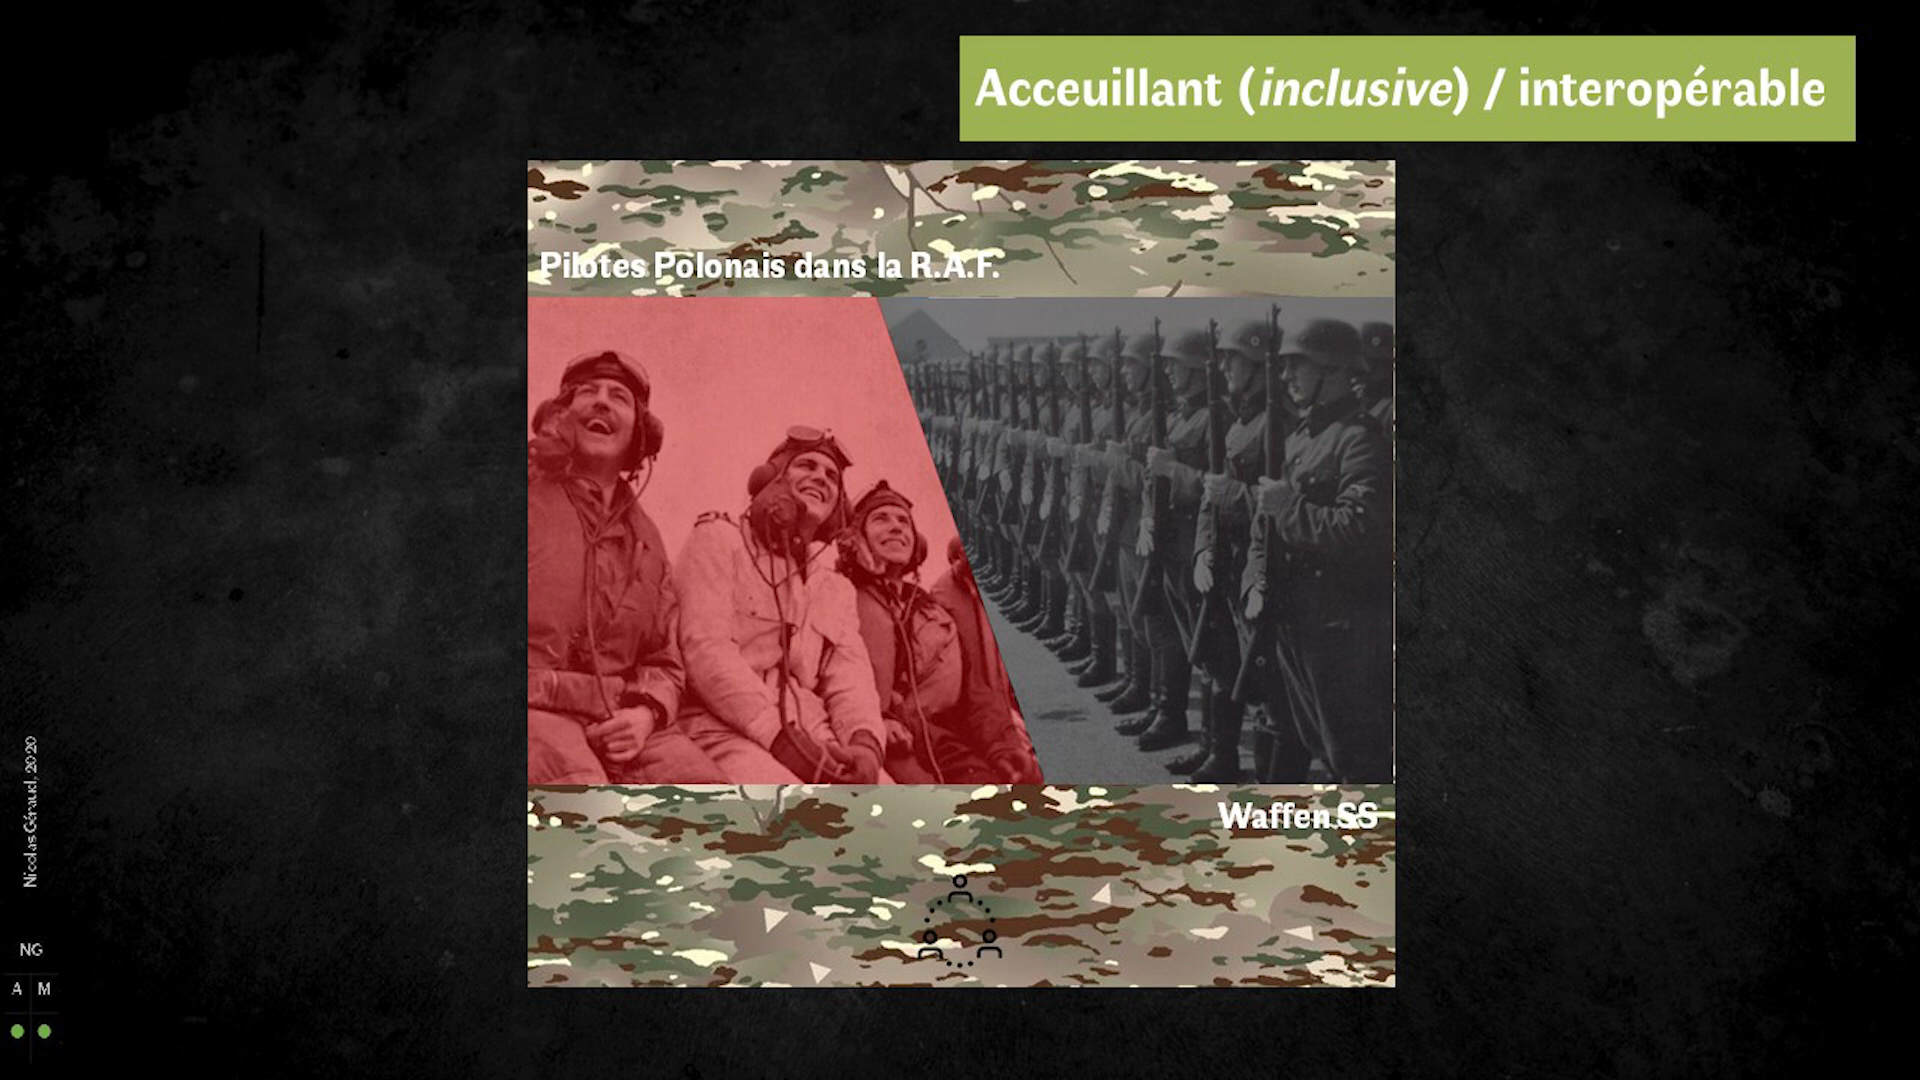 Acceuillant (inclusive) / interopérable
Pilotes Polonais dans la R.A.F.
Waffen SS
Nicolas Géraud, 2020
NG
A M